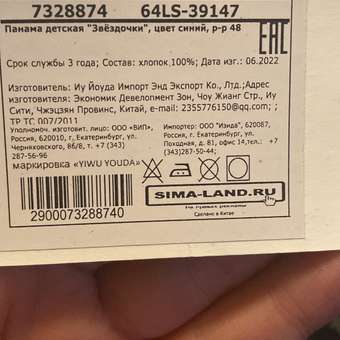 7328874 64LS-39147
Панама детская "Звёздочки", цвет синий, р-р 48
EAC
Срок службы 3 года; Состав: хлопок 100%; Дата изг.: 06.2022
Изготовитель: Иу Йоуда Импорт Энд Экспорт Ко., Лтд.;Адрес
изготовителя: Экономик Девелопмент Зон, Чоу Жианг Стр., Иу
Сити, Чжэцзян Провинс, Китай, e-mail: 2355776150@qq.com;
ТР ТС 007/2011
Уполномоч. изготовит. лицо: ООО «ВИП»,
Россия, 620010, г. Екатеринбург, ул.
Черняховского, 86/8, т. +7 (343)
287-56-96
Импортер: ООО "Изида", 620087,
Россия, г. Екатеринбург, ул.
Походная, д. 81, офис 14,тел.: +7
(343)287-50-44;
маркировка «YIWU YOUDA»
2900073288740
SIMA-LAND.RU
На правах рекламы
Сделано в Китае